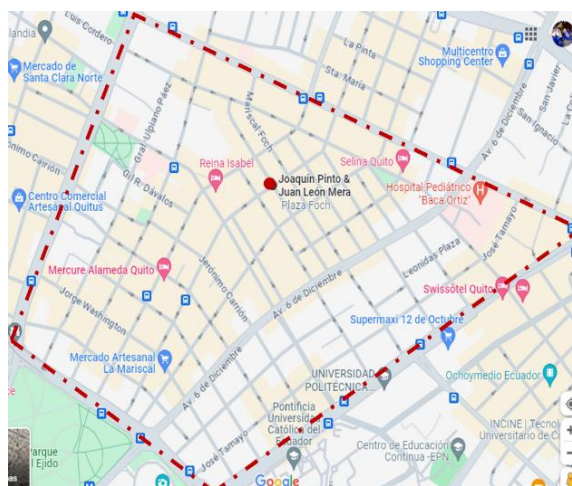 Luis Cordero
La Pinta
Multicentro
Shopping Center
Sta. María
Mercado de
Santa Clara Norte
Gral. Ulpiano Páez
Mariscal Foch
Av. 6 de Diciembre
San Javier
San Ignacio
Reina Isabel
Selina Quito
Joaquín Pinto &
Juan León Mera
Plaza Foch
Gil R. Dávalos
Hospital Pediátrico
"Baca Ortiz"
Centro Comercial
Artesanal Quitus
José Tamayo
Leonidas Plaza
Mercure Alameda Quito
Jerónimo Carrión
Av. 6 de Diciembre
Swissôtel Quito
Jorge Washington
Supermaxi 12 de Octubre
Mercado Artesanal
La Mariscal
Av. 6 de Diciembre
UNIVERSIDAD
POLITÉCNICA...
Ochoymedio Ecuador
Pontificia
Universidad
Católica del
Ecuador
INCINE | Tecnol
Universitario de Ci
José Tamayo
Centro de Educación
Continua -EPN
Parque
El Ejido
Google